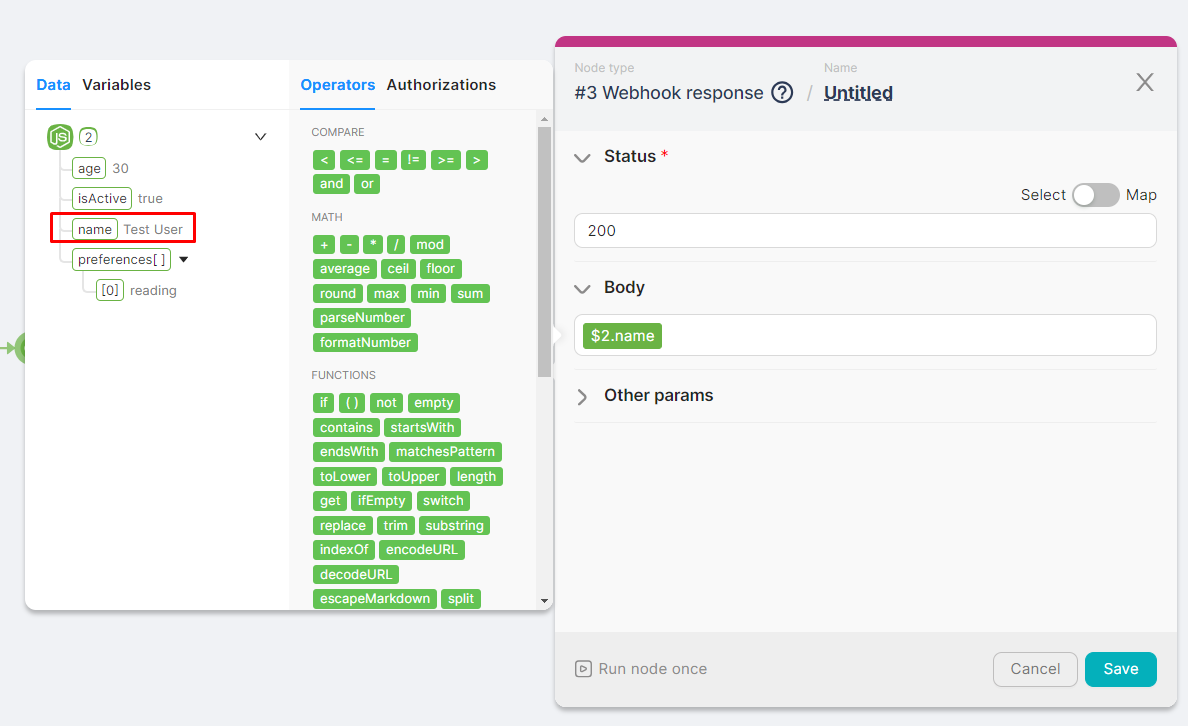 Data Variables
JS 2
age 30
isActive true
name Test User
preferences[ ]
[0] reading
Operators Authorizations
COMPARE
< <= = != >= >
and or
MATH
+ - * / mod
average ceil floor
round max min sum
parseNumber
formatNumber
FUNCTIONS
if ( ) not empty
contains startsWith
endsWith matchesPattern
toLower toUpper length
get ifEmpty switch
replace trim substring
indexOf encodeURL
decodeURL
escapeMarkdown split
Node type
#3 Webhook response ?
/
Name
Untitled
X
Status *
Select Map
200
Body
$2.name
Other params
Run node once
Cancel Save